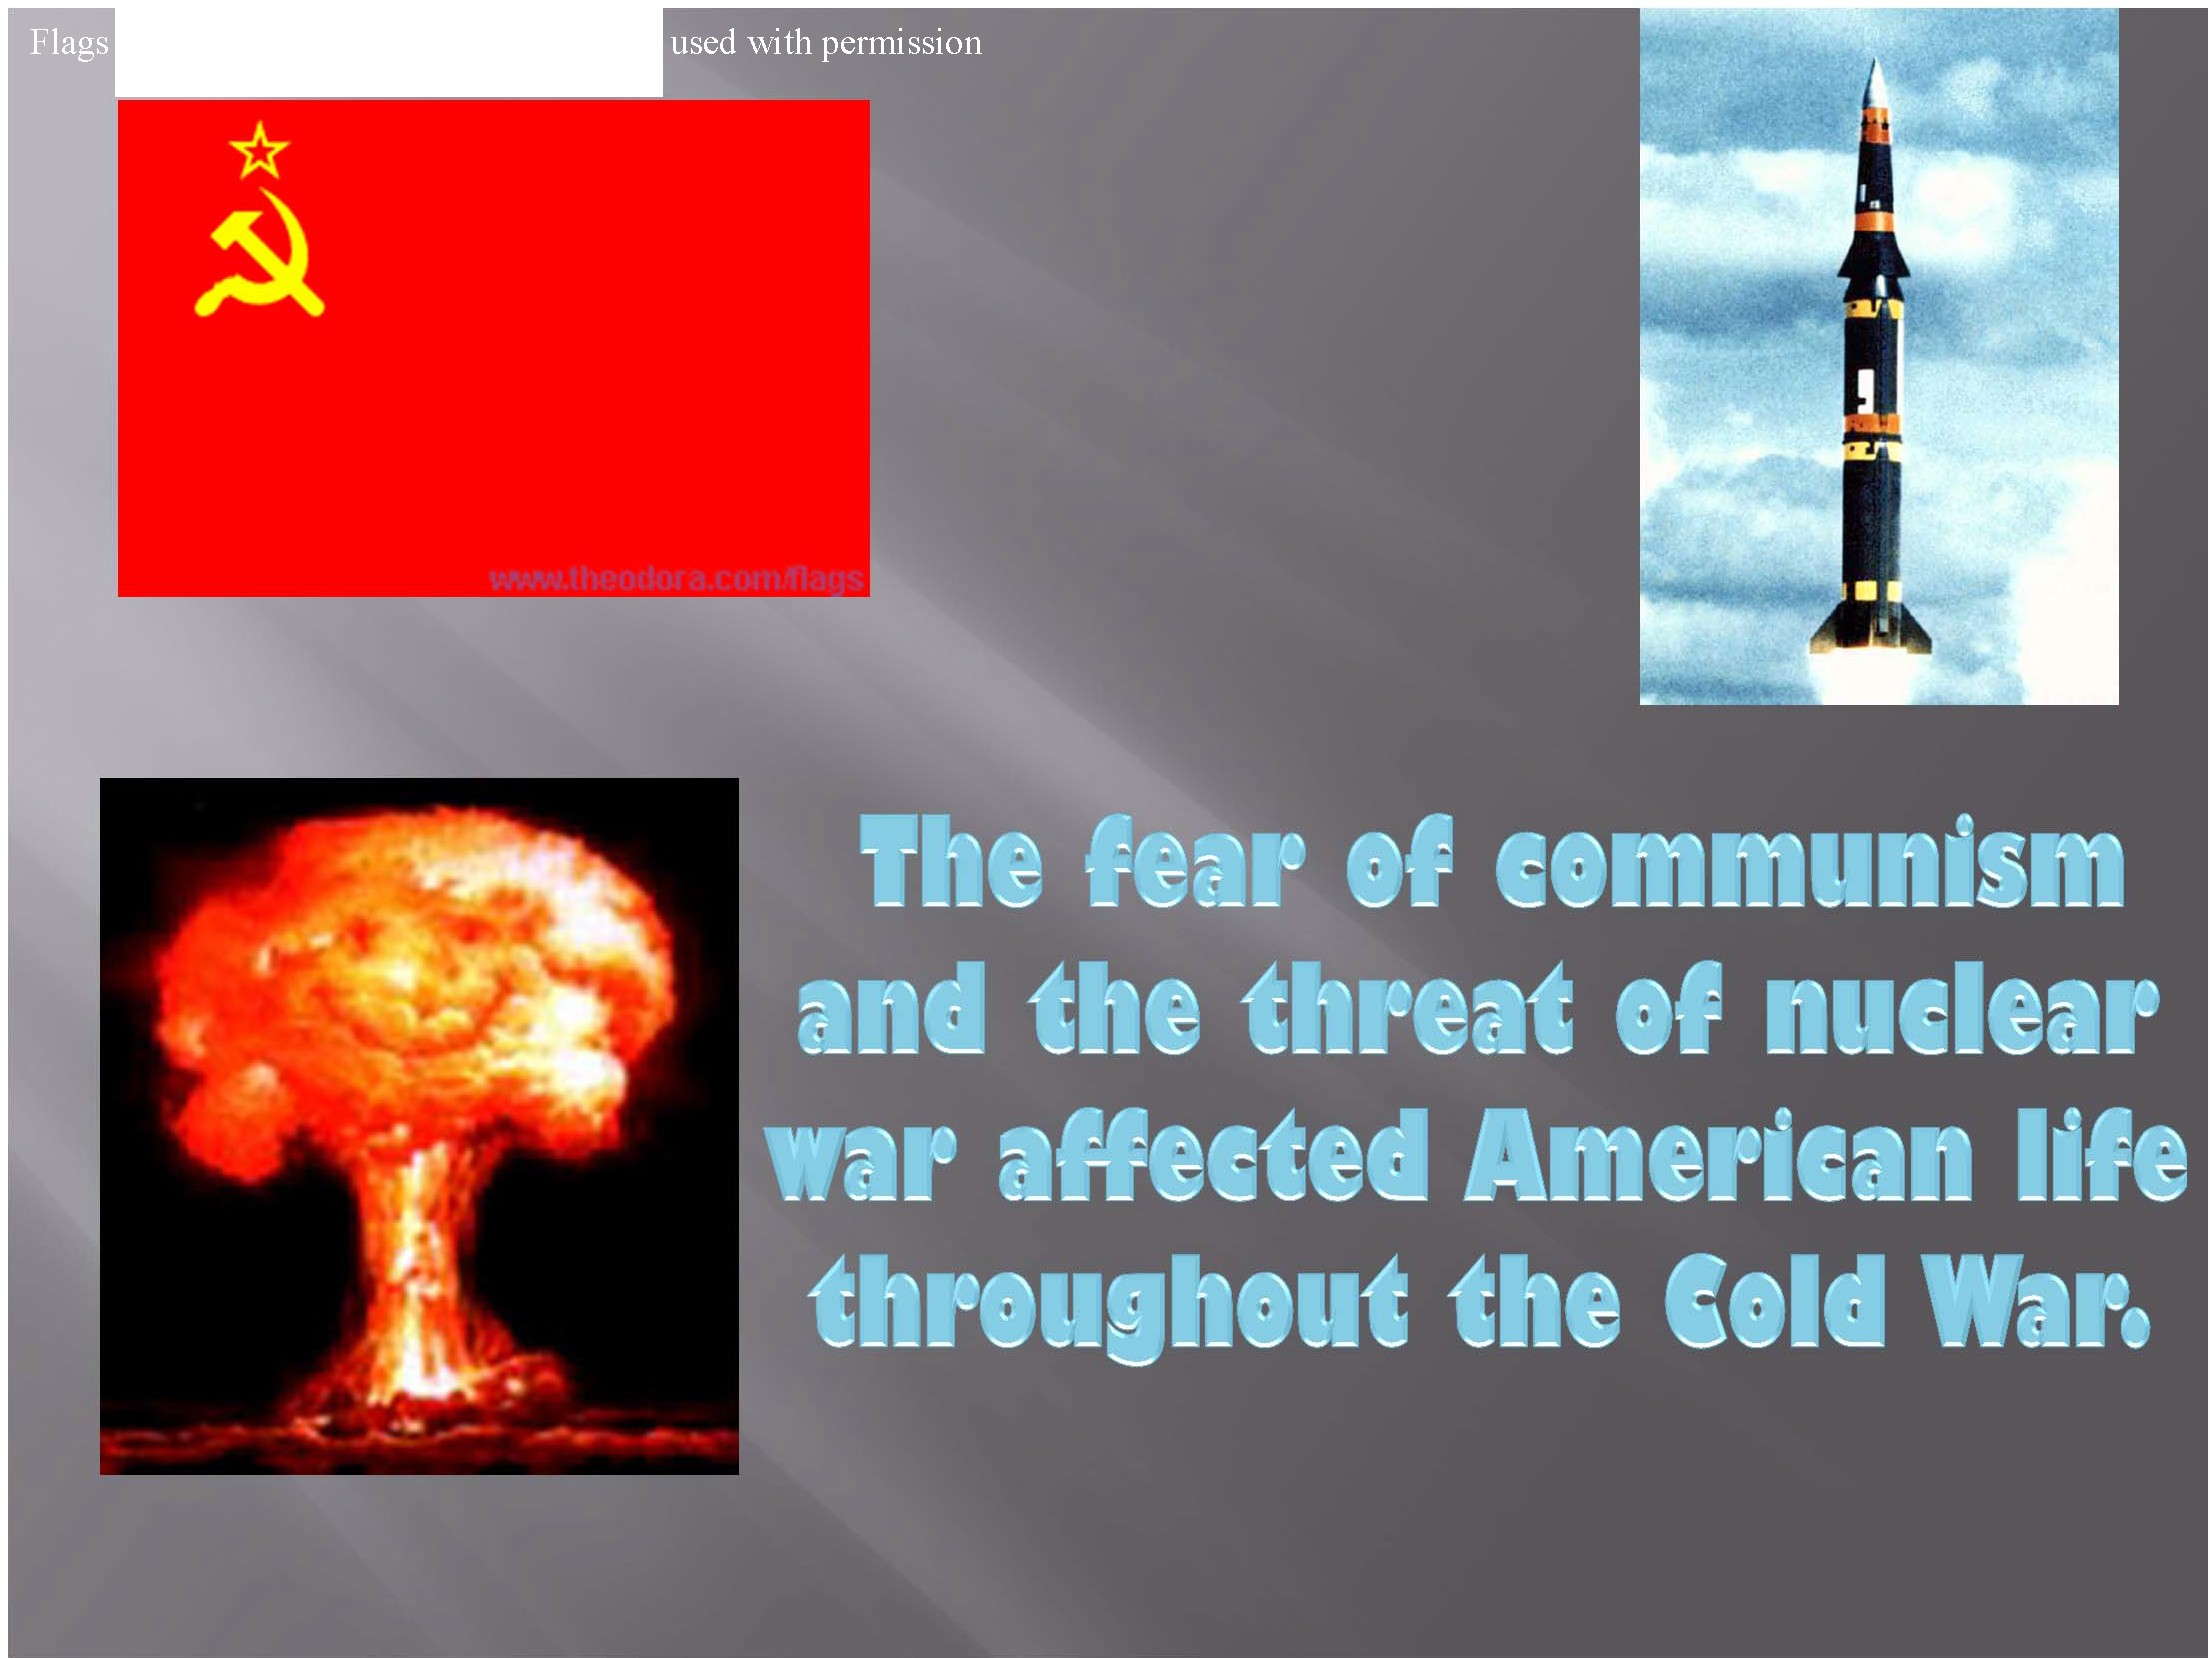 Flags used with permission
www.theodora.com/flags
The fear of communism
and the threat of nuclear
war affected American life
throughout the Cold War.